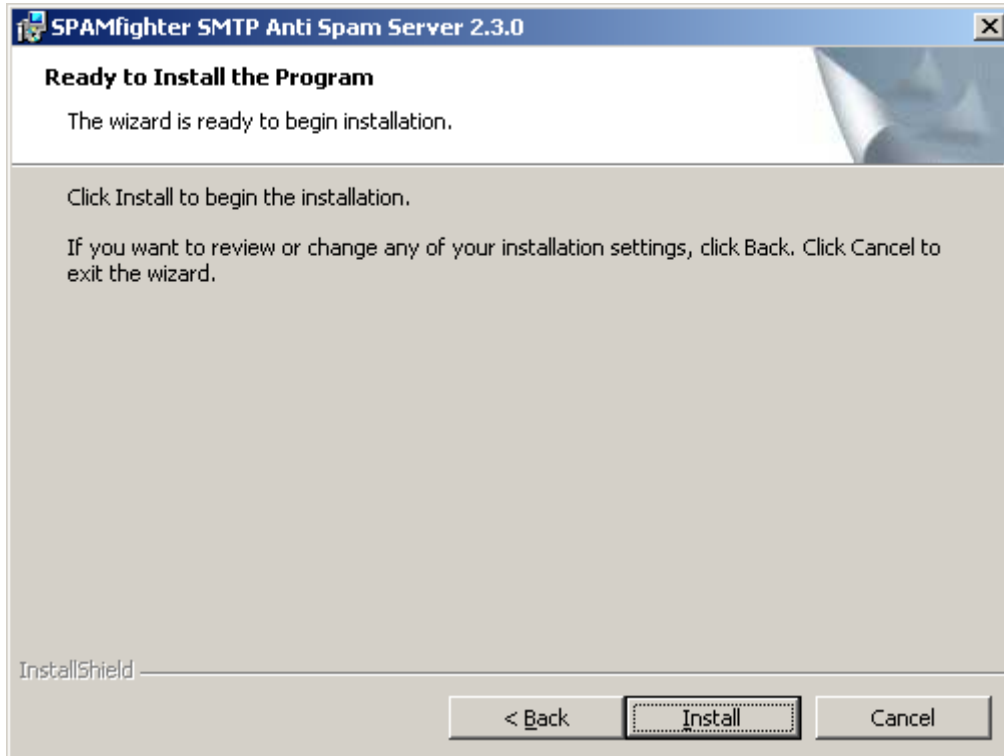 SPAMfighter SMTP Anti Spam Server 2.3.0
Ready to Install the Program
The wizard is ready to begin installation.
Click Install to begin the installation.
If you want to review or change any of your installation settings, click Back. Click Cancel to
exit the wizard.
InstallShield
< Back
Install
Cancel